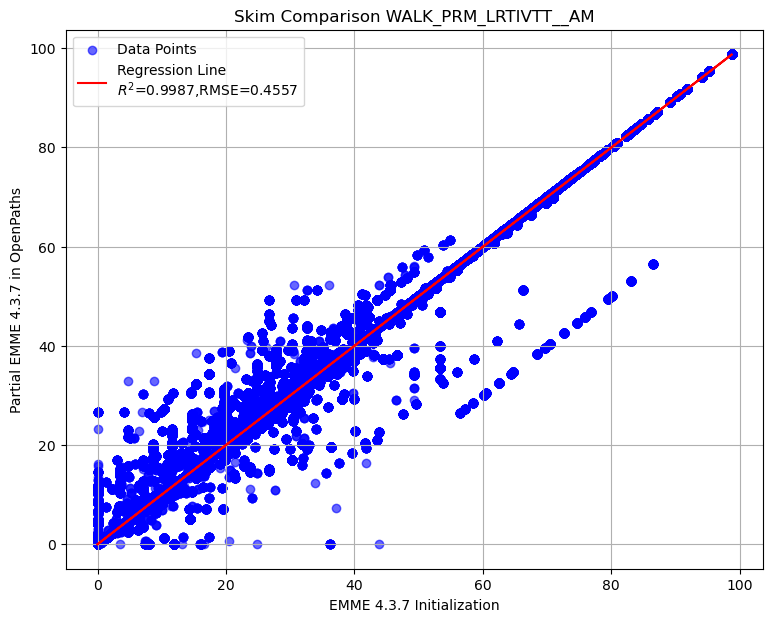 Skim Comparison WALK_PRM_LRTIVTT__AM
Data Points
Regression Line
R²=0.9987,RMSE=0.4557
Partial EMME 4.3.7 in OpenPaths
100
80
60
40
20
0
0 20 40 60 80 100
EMME 4.3.7 Initialization